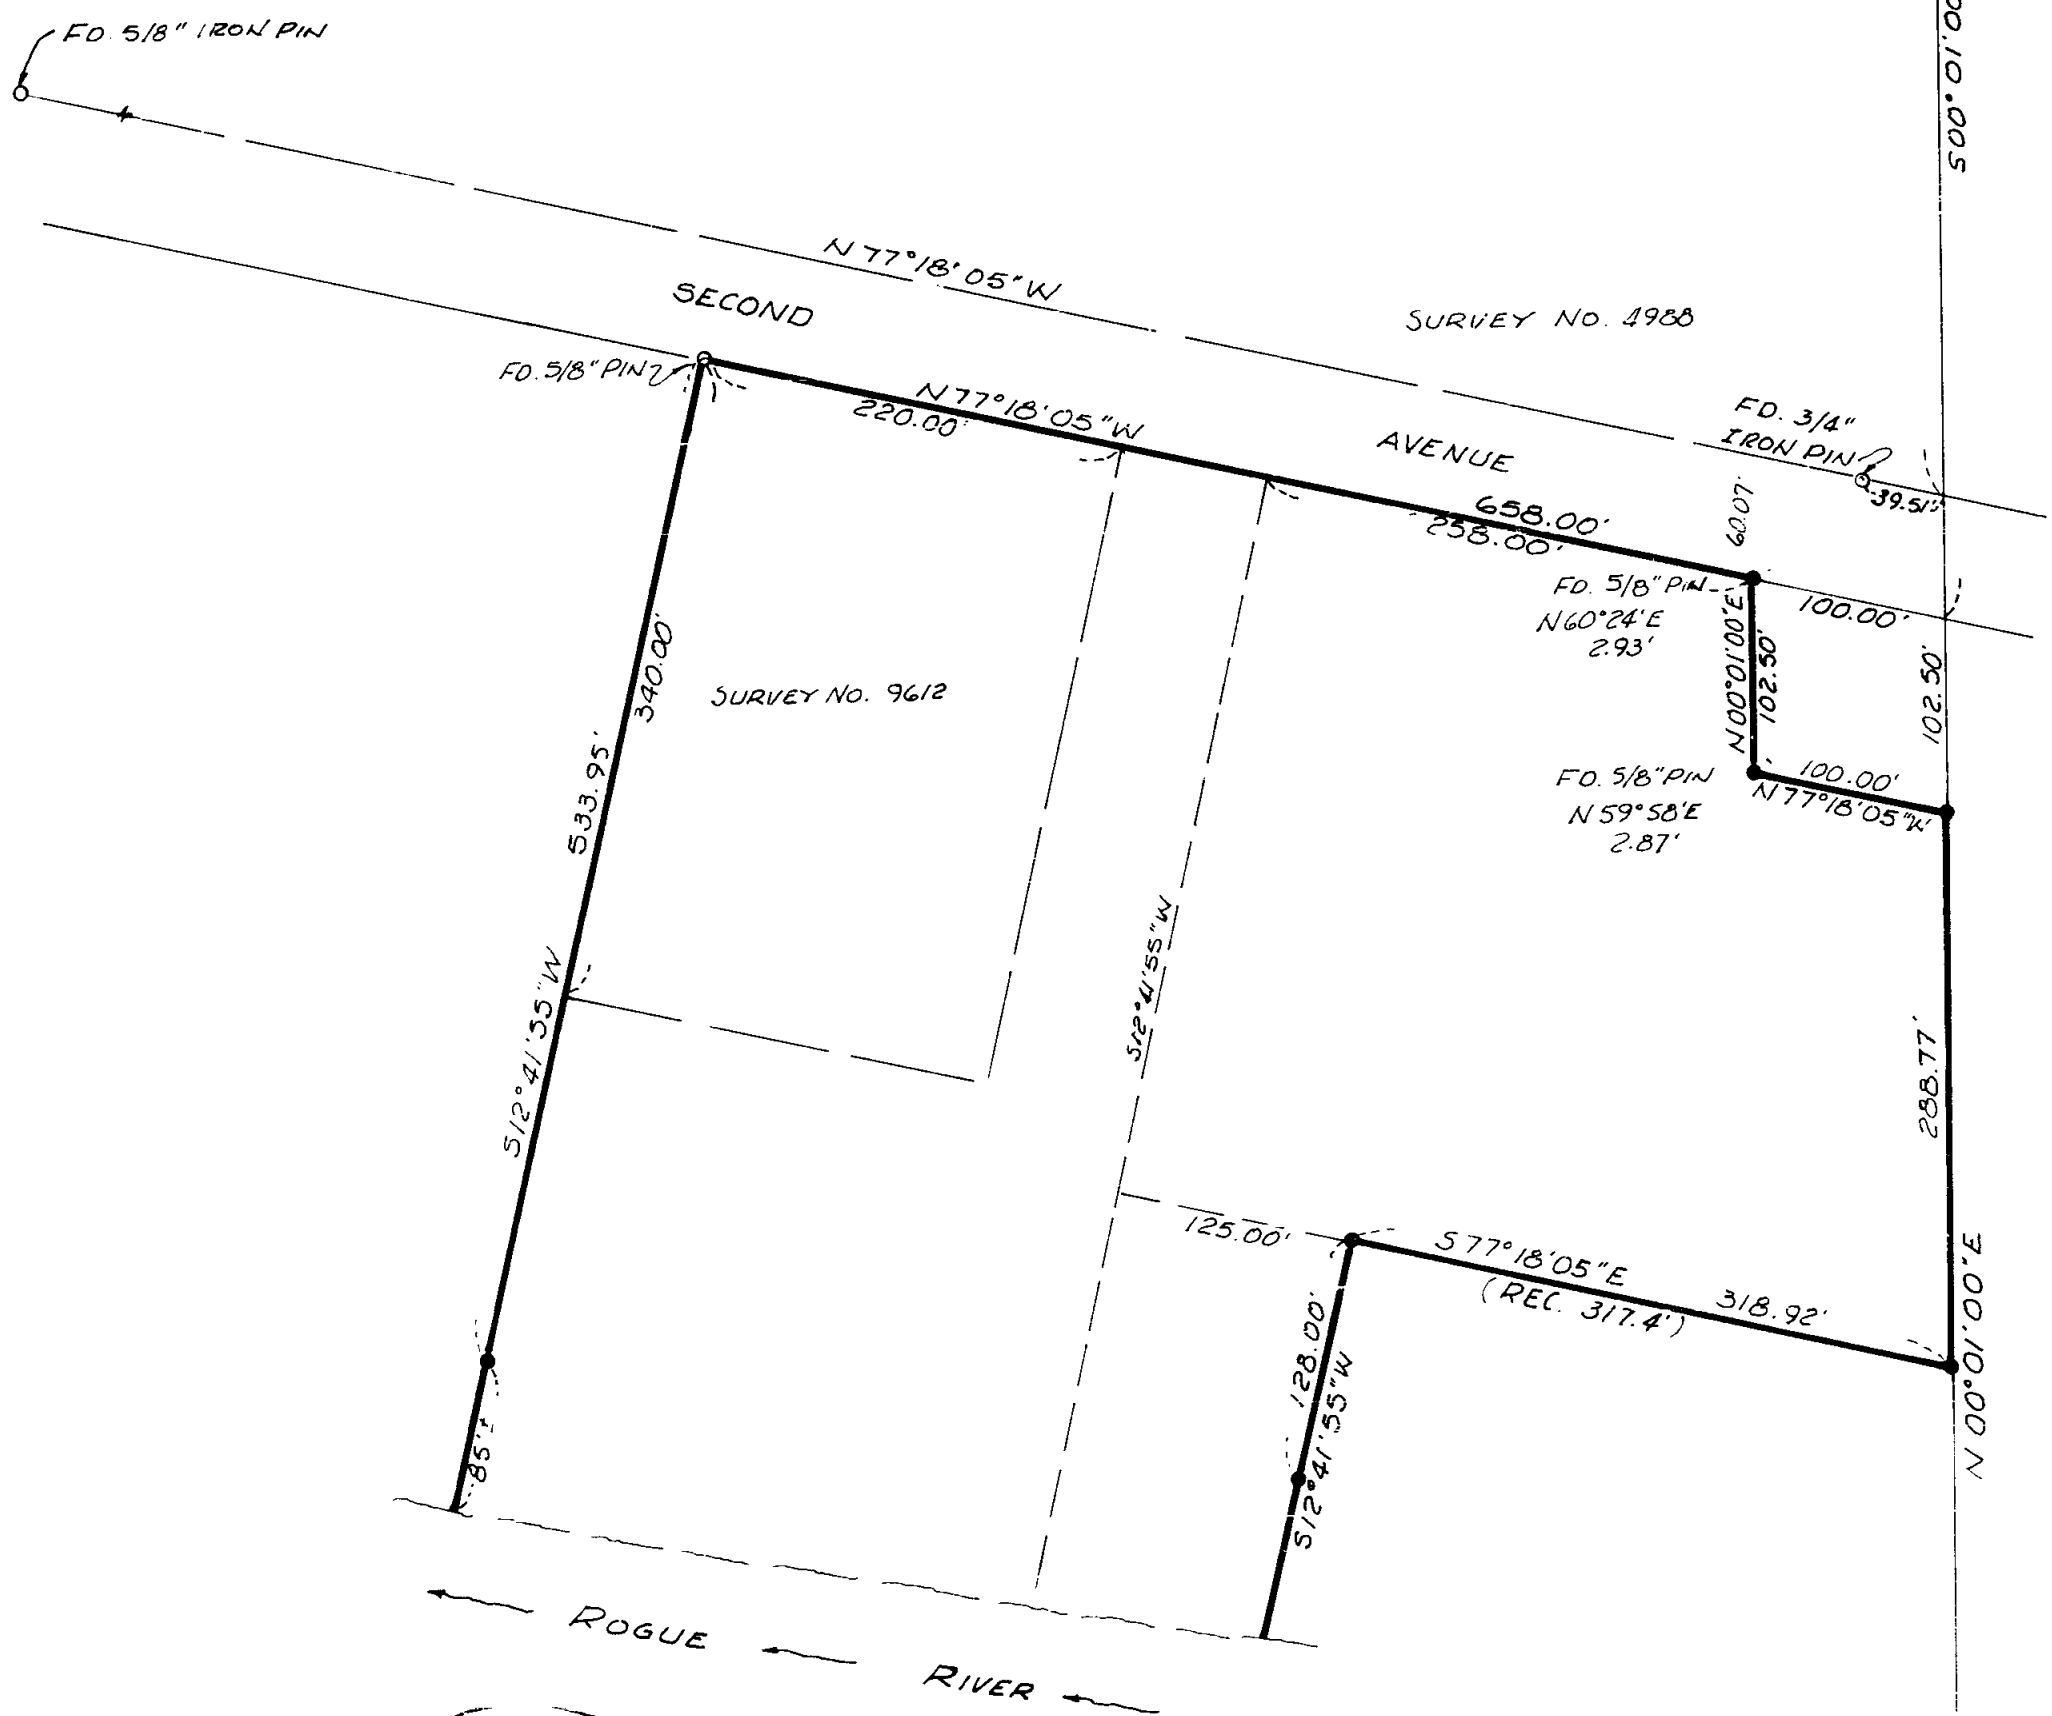 FD. 5/8" IRON PIN
S00°01'00
N 77°18'05"W
SECOND
SURVEY NO. 4988
FD. 5/8" PIN
N 77°18'05"W
220.00'
AVENUE
FD. 3/4"
IRON PIN
39.51'
60.07'
658.00'
258.00'
FD. 5/8" PIN
N60°24'E
2.93'
N00°01'00"E
102.50'
100.00'
102.50'
340.00'
SURVEY NO. 9612
533.95'
FD. 5/8" PIN
N 59°58'E
2.87'
100.00'
N 77°18'05"W
S12°41'55"W
S12°41'55"W
288.77'
125.00'
S 77°18'05"E
(REC. 317.4')
318.92'
N 00°01'00"E
128.00'
S12°41'55"W
85'±
ROGUE
RIVER